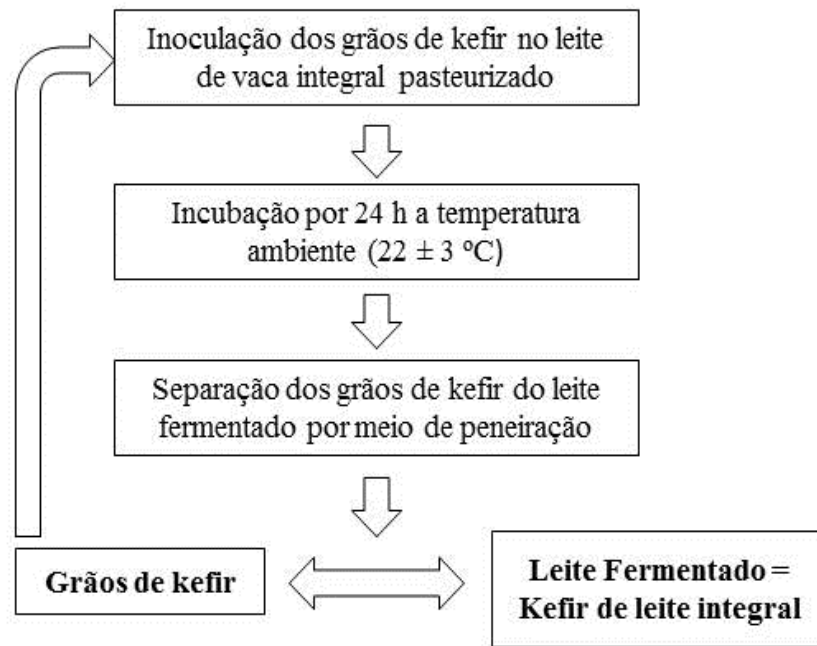 Inoculação dos grãos de kefir no leite
de vaca integral pasteurizado
Incubação por 24 h a temperatura
ambiente (22 ± 3 ºC)
Separação dos grãos de kefir do leite
fermentado por meio de peneiração
Grãos de kefir
Leite Fermentado =
Kefir de leite integral